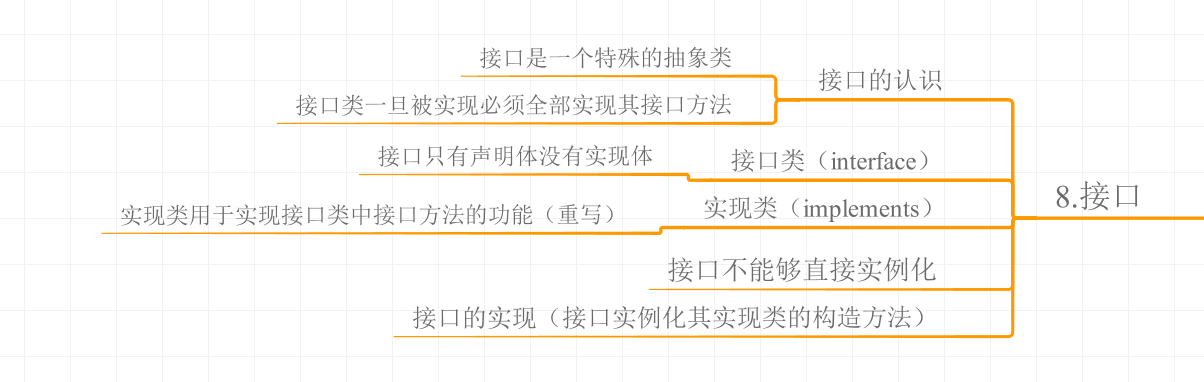 接口是一个特殊的抽象类
接口的认识
接口类一旦被实现必须全部实现其接口方法
接口只有声明体没有实现体
接口类（interface）
8.接口
实现类用于实现接口类中接口方法的功能（重写）
实现类（implements）
接口不能够直接实例化
接口的实现（接口实例化其实现类的构造方法）